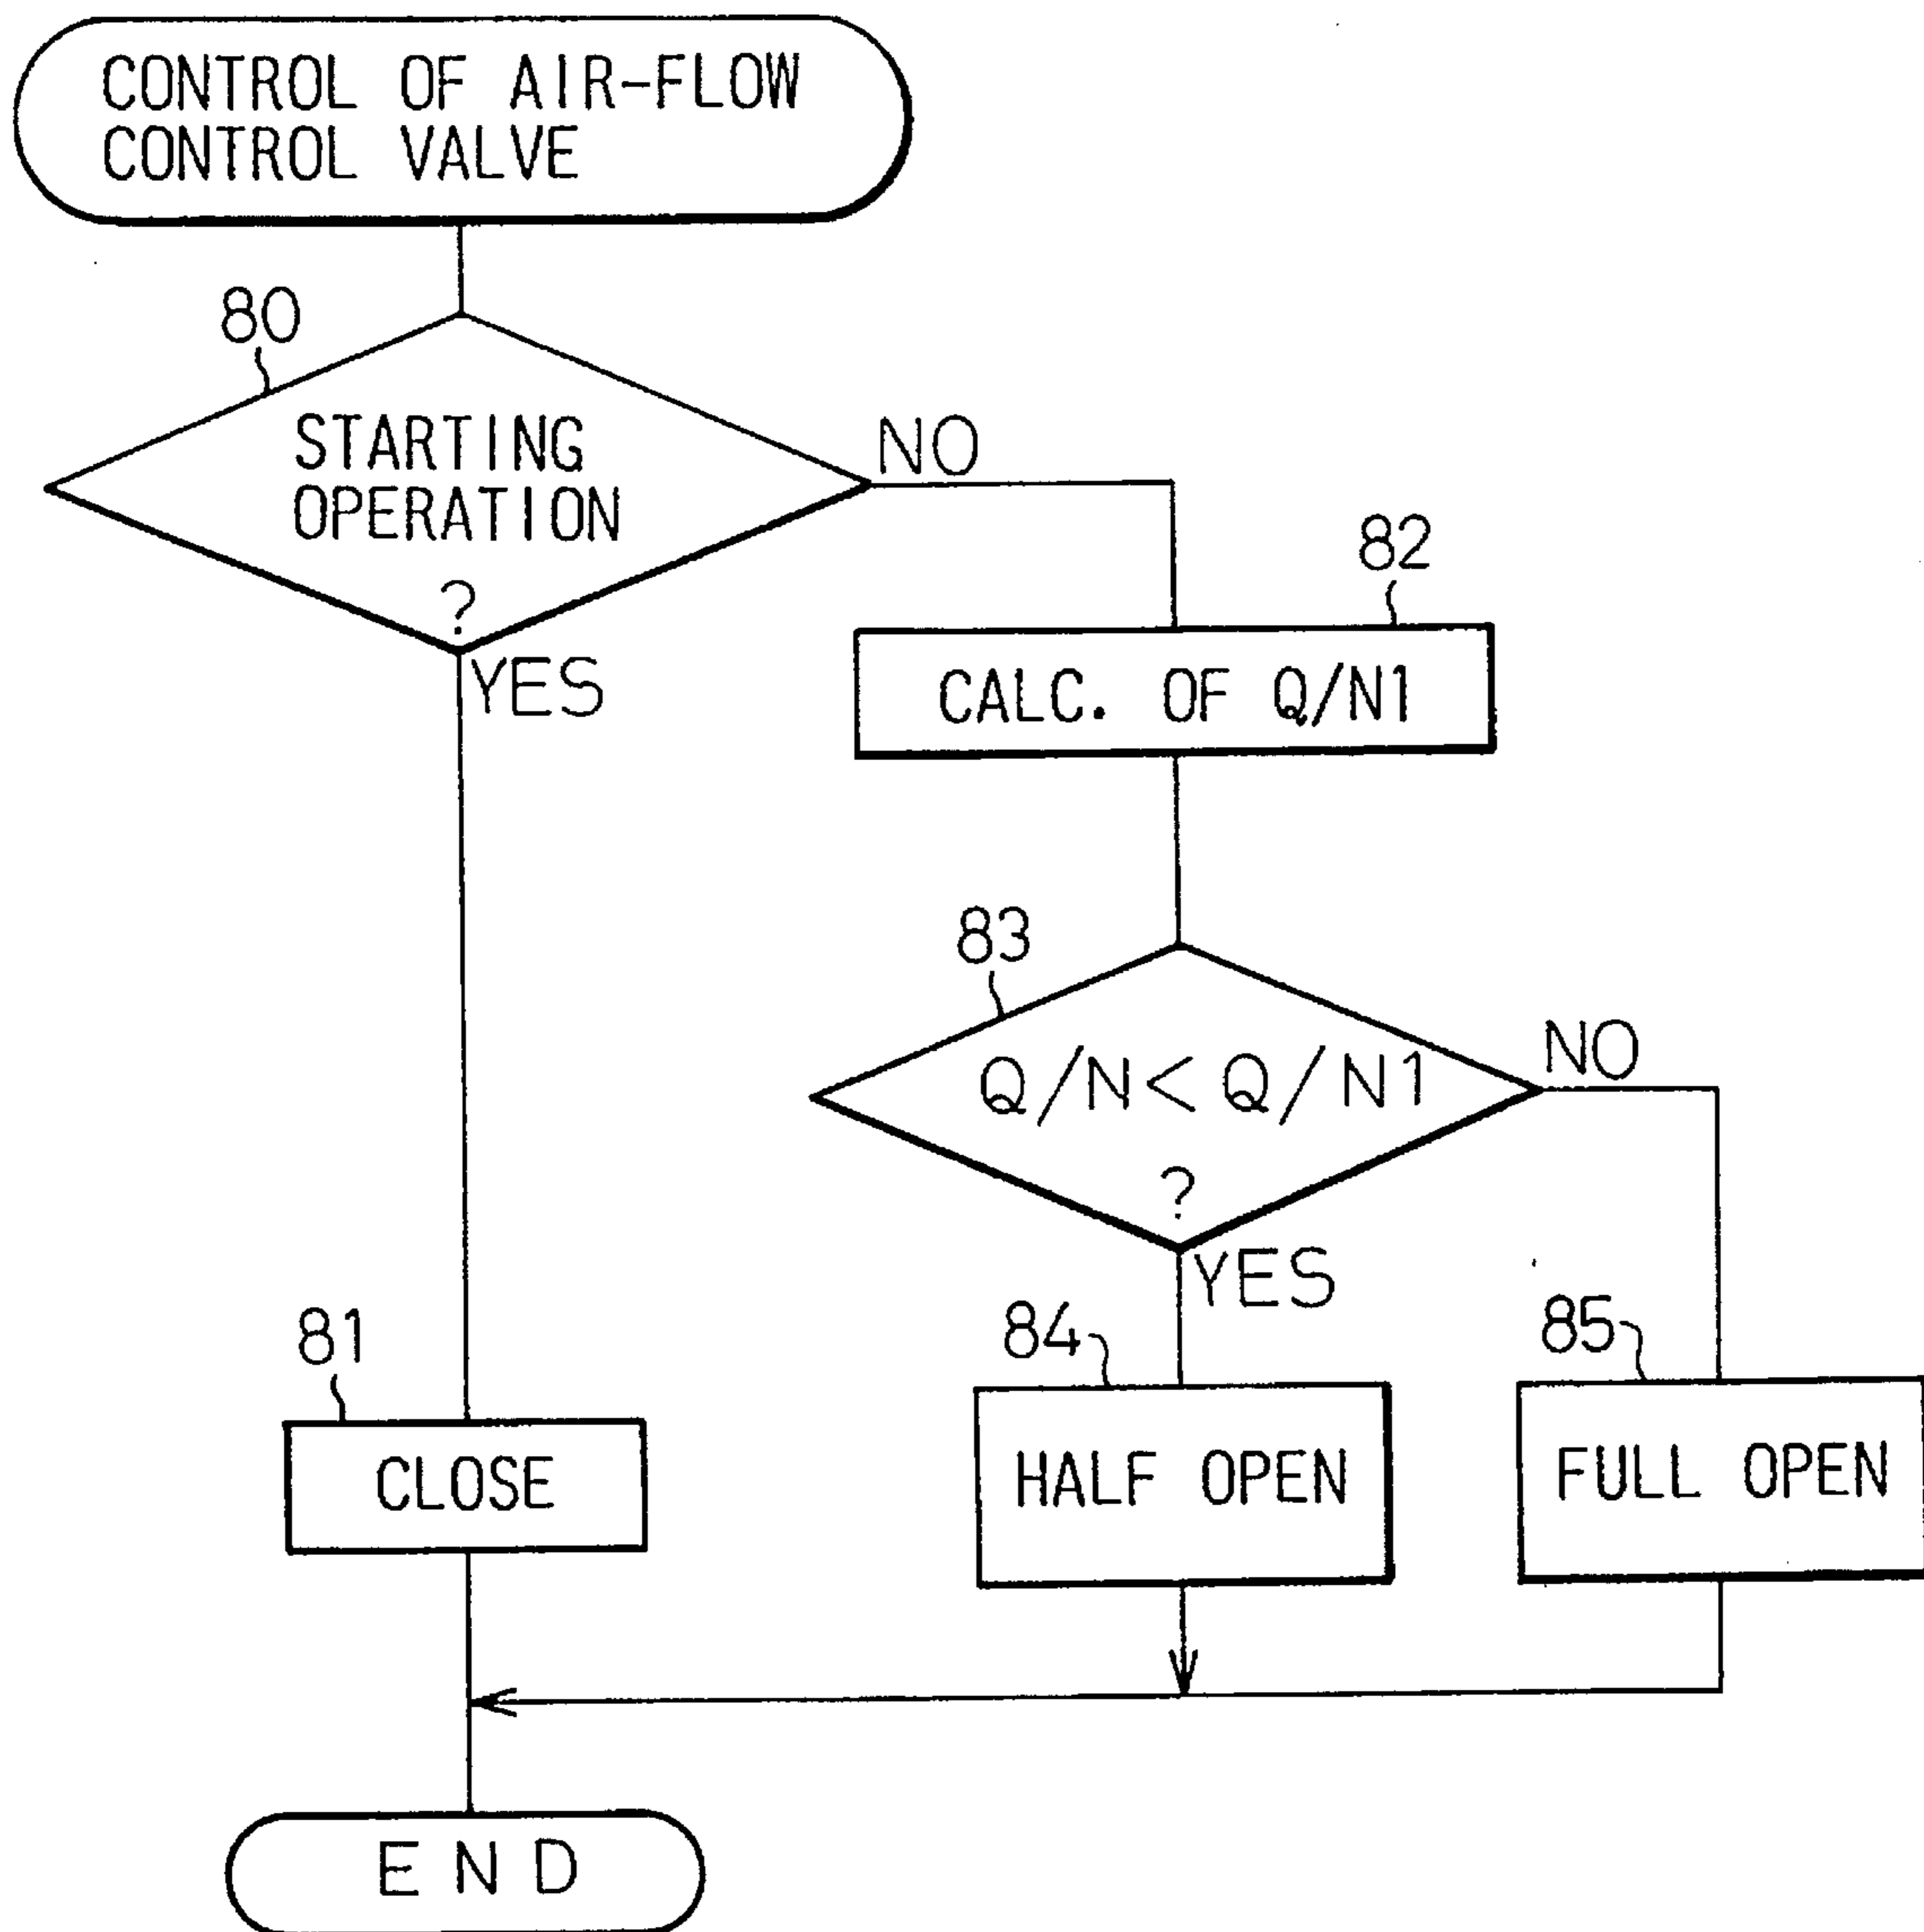 CONTROL OF AIR-FLOW
CONTROL VALVE
80
STARTING
OPERATION
?
NO
YES
82
CALC. OF Q/N1
83
Q/N<Q/N1
?
NO
YES
81
CLOSE
84
HALF OPEN
85
FULL OPEN
END